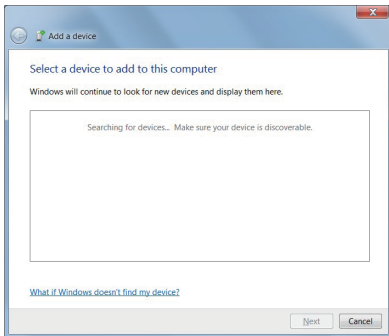 Add a device
Select a device to add to this computer
Windows will continue to look for new devices and display them here.
Searching for devices... Make sure your device is discoverable.
What if Windows doesn't find my device?
Next Cancel